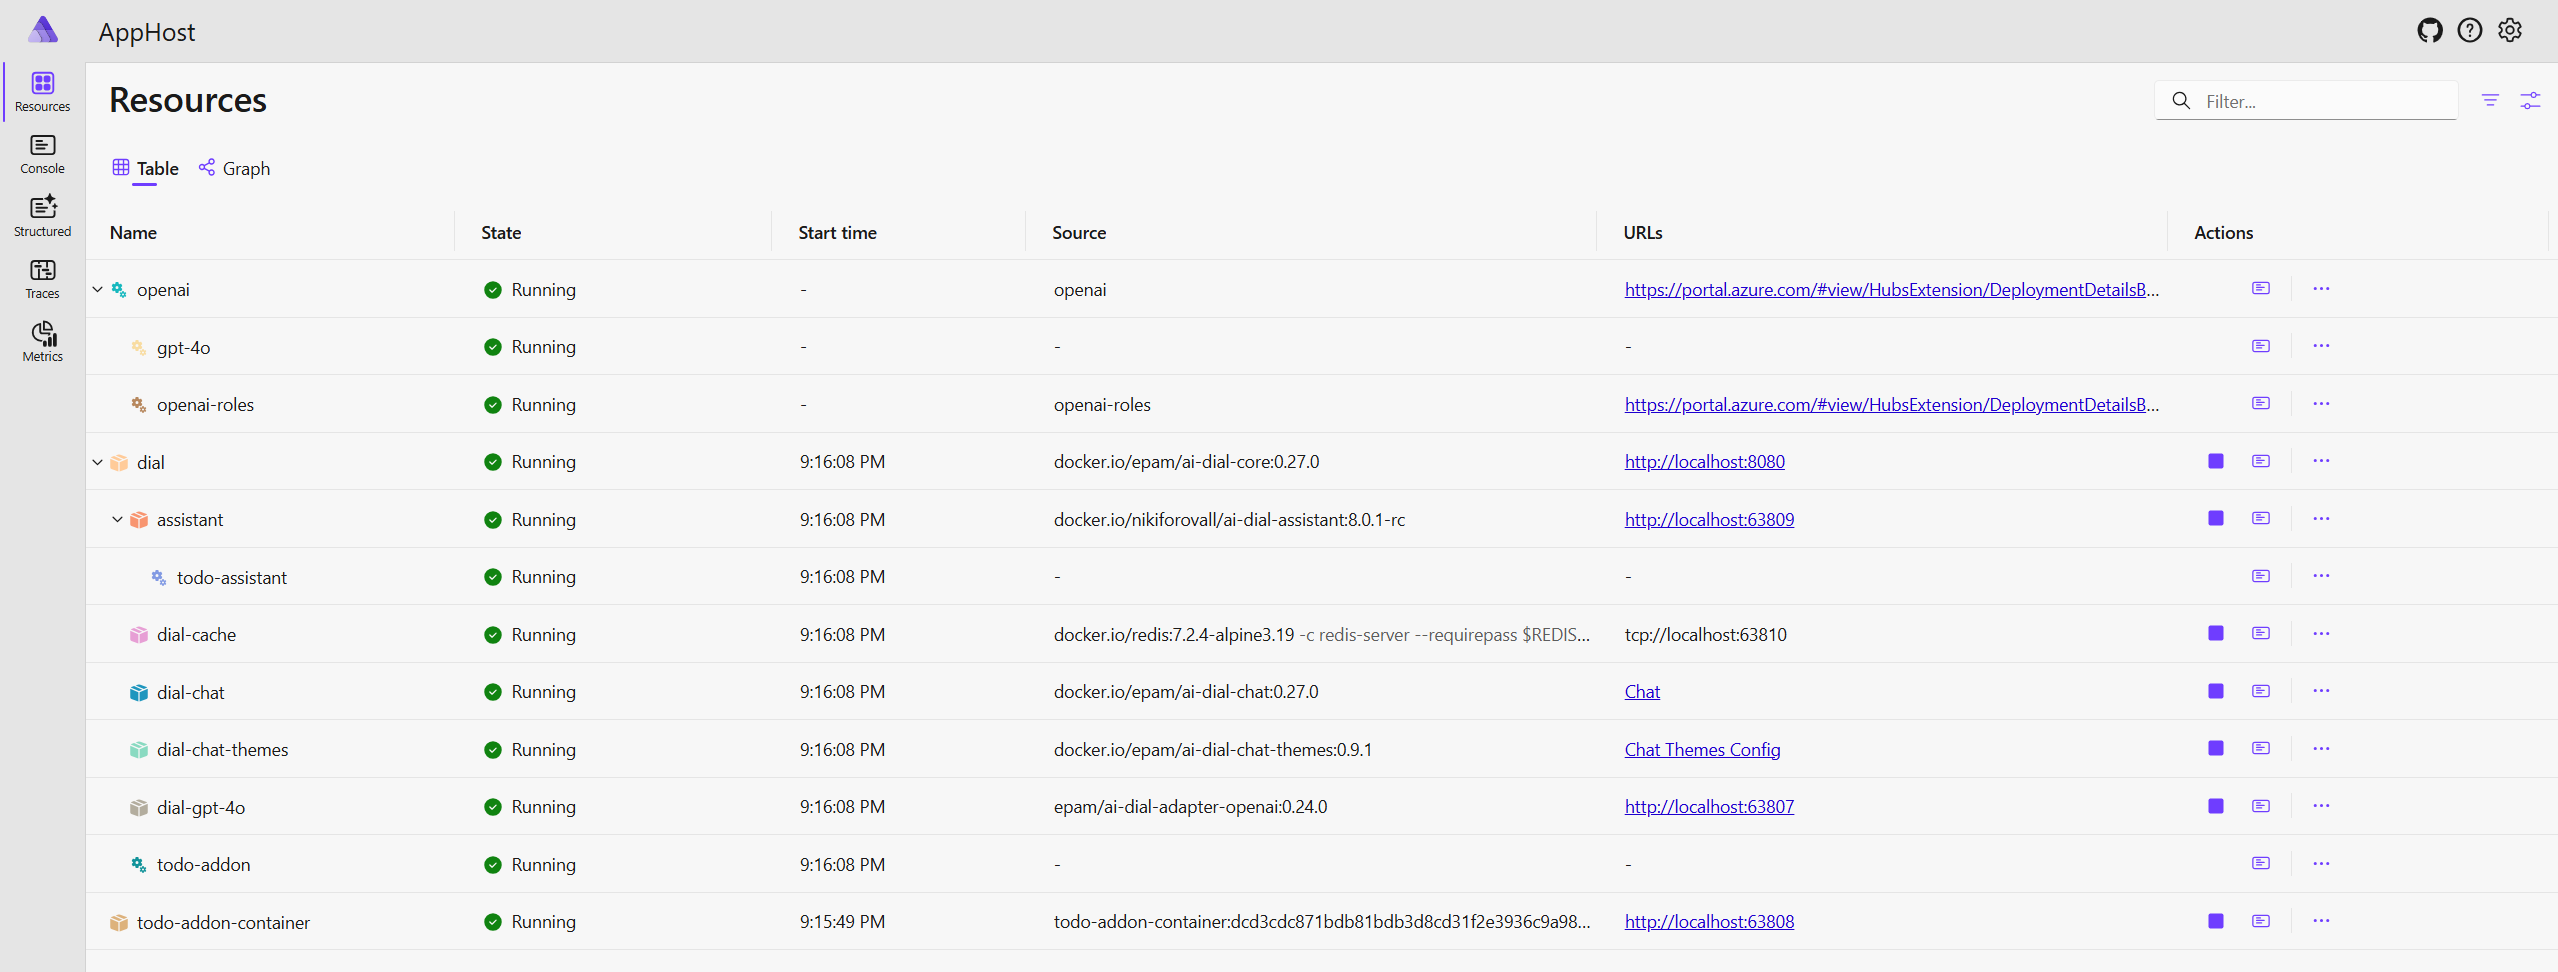 AppHost
Resources
Console
Structured
Traces
Metrics
Resources
Filter...
Table Graph
Name State Start time Source URLs Actions
openai Running - openai https://portal.azure.com/#view/HubsExtension/DeploymentDetailsB...
gpt-4o Running - - -
openai-roles Running - openai-roles https://portal.azure.com/#view/HubsExtension/DeploymentDetailsB...
dial Running 9:16:08 PM docker.io/epam/ai-dial-core:0.27.0 http://localhost:8080
assistant Running 9:16:08 PM docker.io/nikiforovall/ai-dial-assistant:8.0.1-rc http://localhost:63809
todo-assistant Running 9:16:08 PM - -
dial-cache Running 9:16:08 PM docker.io/redis:7.2.4-alpine3.19 -c redis-server --requirepass $REDIS... tcp://localhost:63810
dial-chat Running 9:16:08 PM docker.io/epam/ai-dial-chat:0.27.0 Chat
dial-chat-themes Running 9:16:08 PM docker.io/epam/ai-dial-chat-themes:0.9.1 Chat Themes Config
dial-gpt-4o Running 9:16:08 PM epam/ai-dial-adapter-openai:0.24.0 http://localhost:63807
todo-addon Running 9:16:08 PM - -
todo-addon-container Running 9:15:49 PM todo-addon-container:dcd3cdc871bdb81bdb3d8cd31f2e3936c9a98... http://localhost:63808